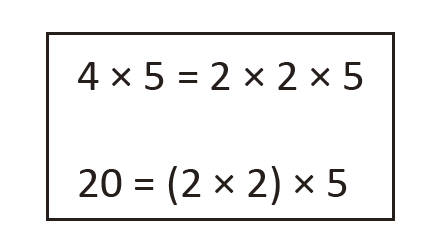 4 × 5 = 2 × 2 × 5
20 = (2 × 2) × 5